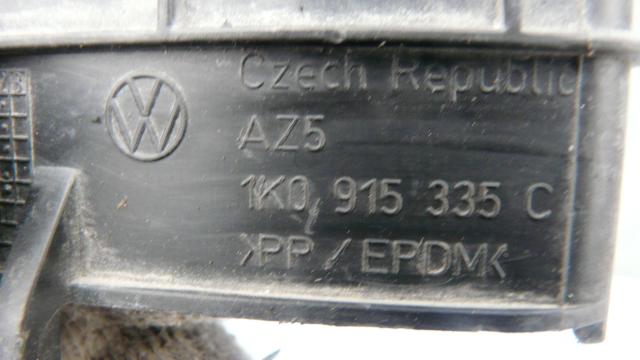 Czech Republic
AZ5
1K0 915 335 C
>PP/EPDM<